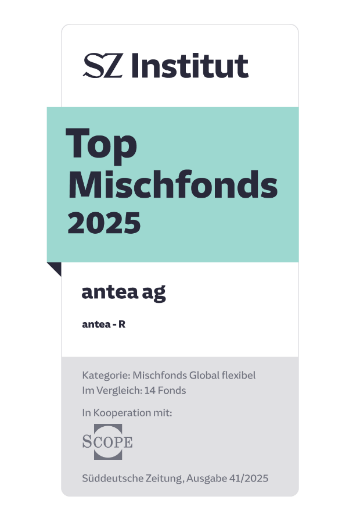 SZ Institut
Top
Mischfonds
2025
antea ag
antea - R
Kategorie: Mischfonds Global flexibel
Im Vergleich: 14 Fonds
In Kooperation mit:
SCOPE
Süddeutsche Zeitung, Ausgabe 41/2025